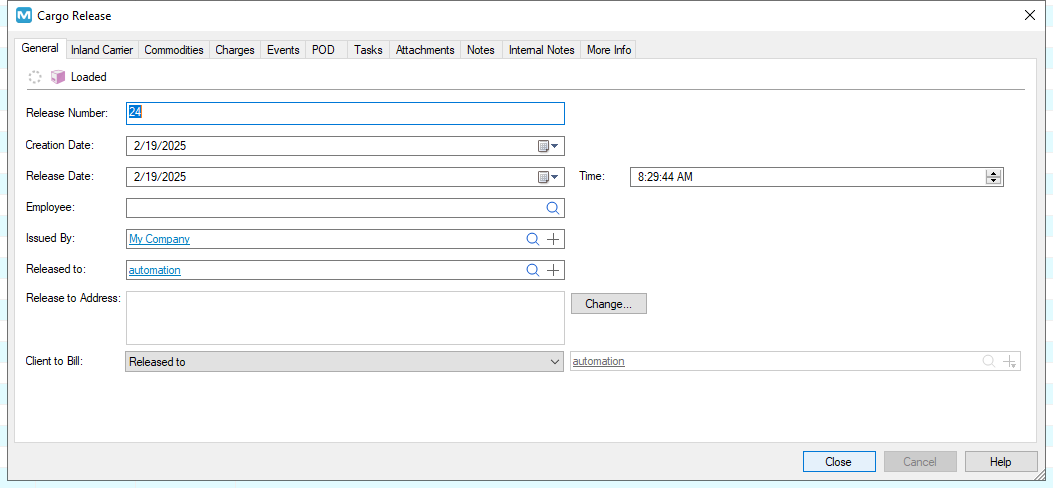 M Cargo Release
General Inland Carrier Commodities Charges Events POD Tasks Attachments Notes Internal Notes More Info
Loaded
Release Number: 24
Creation Date: 2/19/2025
Release Date: 2/19/2025 Time: 8:29:44 AM
Employee:
Issued By: My Company
Released to: automation
Release to Address: Change...
Client to Bill: Released to automation
Close Cancel Help